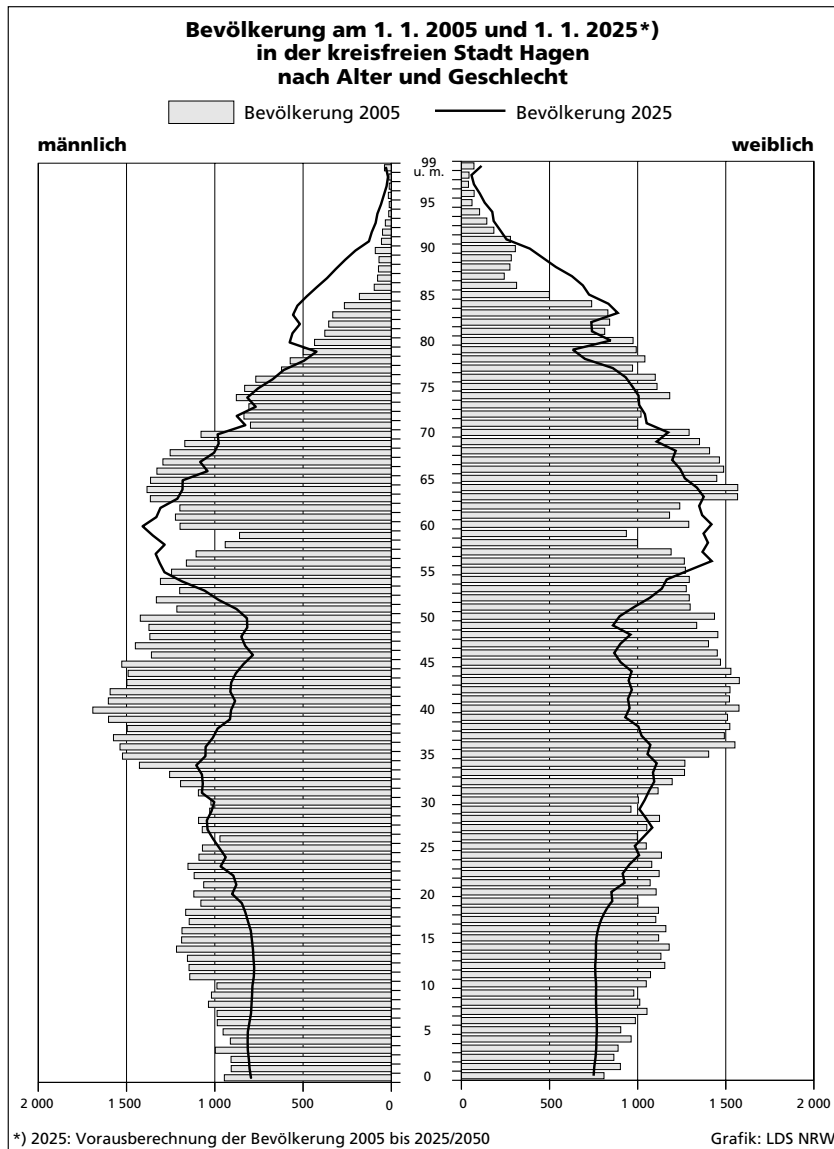 Bevölkerung am 1. 1. 2005 und 1. 1. 2025*)
in der kreisfreien Stadt Hagen
nach Alter und Geschlecht
Bevölkerung 2005
Bevölkerung 2025
männlich
weiblich
99
u. m.
95
90
85
80
75
70
65
60
55
50
45
40
35
30
25
20
15
10
5
0
2 000 1 500 1 000 500 0 0 500 1 000 1 500 2 000
*) 2025: Vorausberechnung der Bevölkerung 2005 bis 2025/2050
Grafik: LDS NRW